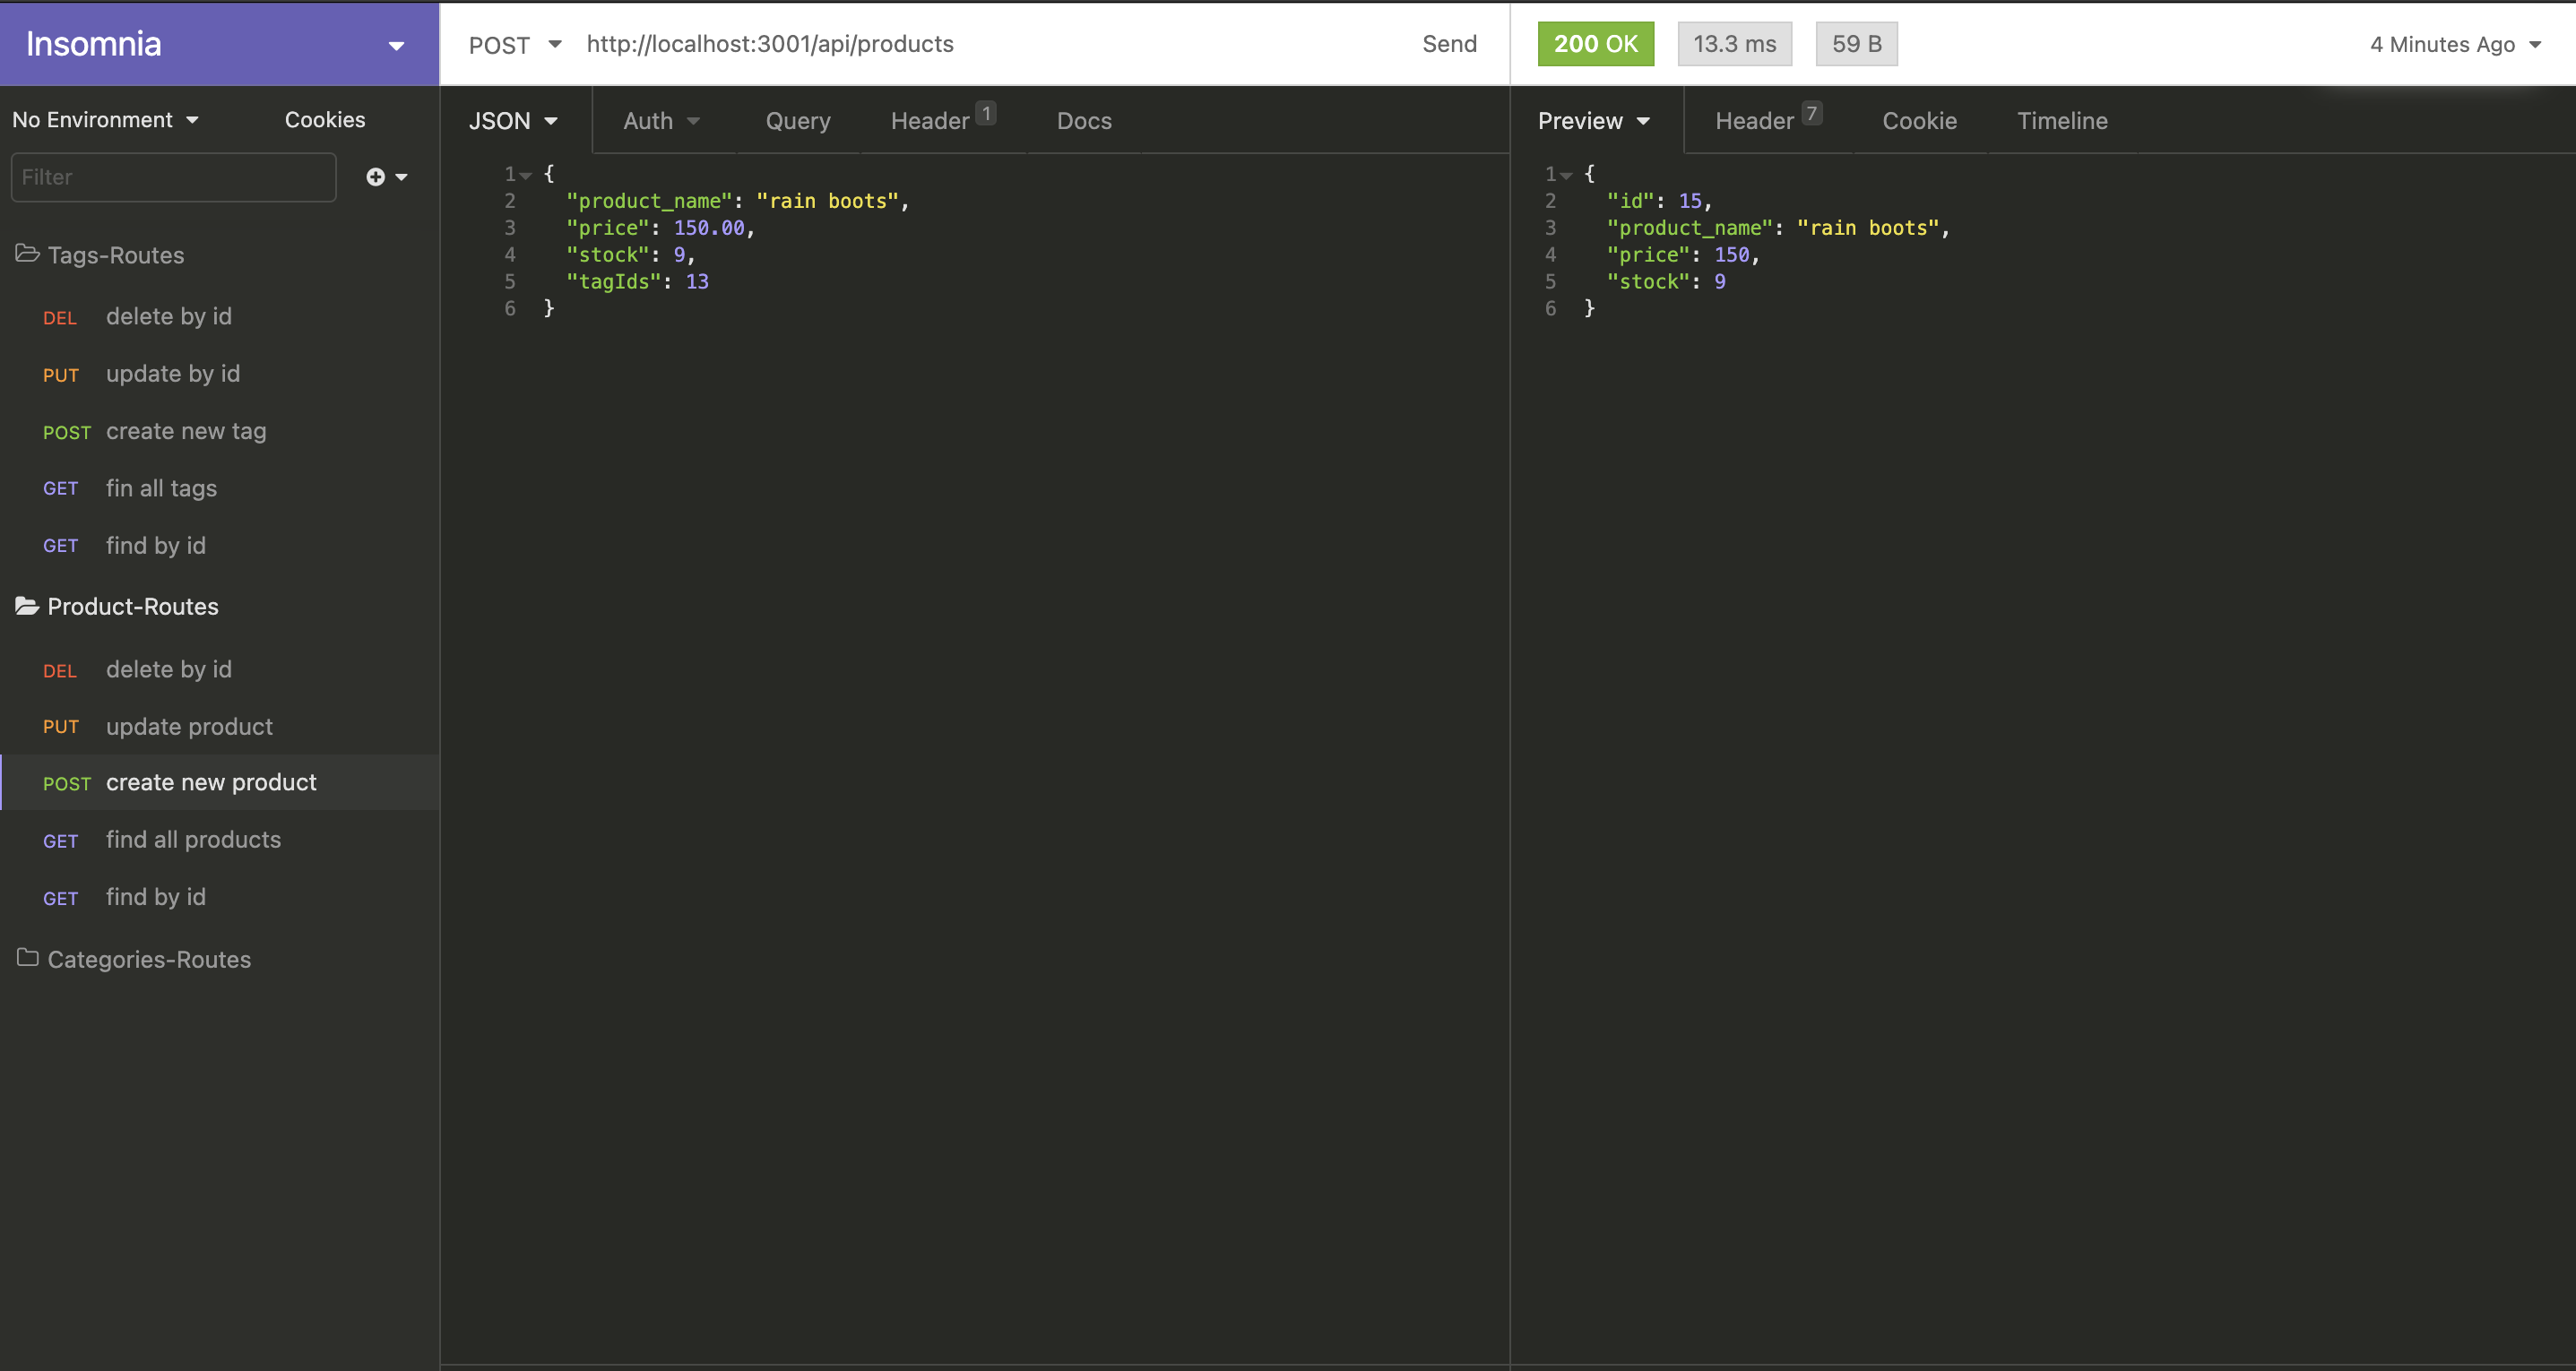 Insomnia
POST http://localhost:3001/api/products Send
200 OK 13.3 ms 59 B 4 Minutes Ago
No Environment Cookies
Filter
Tags-Routes
DEL delete by id
PUT update by id
POST create new tag
GET fin all tags
GET find by id
Product-Routes
DEL delete by id
PUT update product
POST create new product
GET find all products
GET find by id
Categories-Routes
JSON Auth Query Header 1 Docs
1 {
2 "product_name": "rain boots",
3 "price": 150.00,
4 "stock": 9,
5 "tagIds": 13
6 }
Preview Header 7 Cookie Timeline
1 {
2 "id": 15,
3 "product_name": "rain boots",
4 "price": 150,
5 "stock": 9
6 }